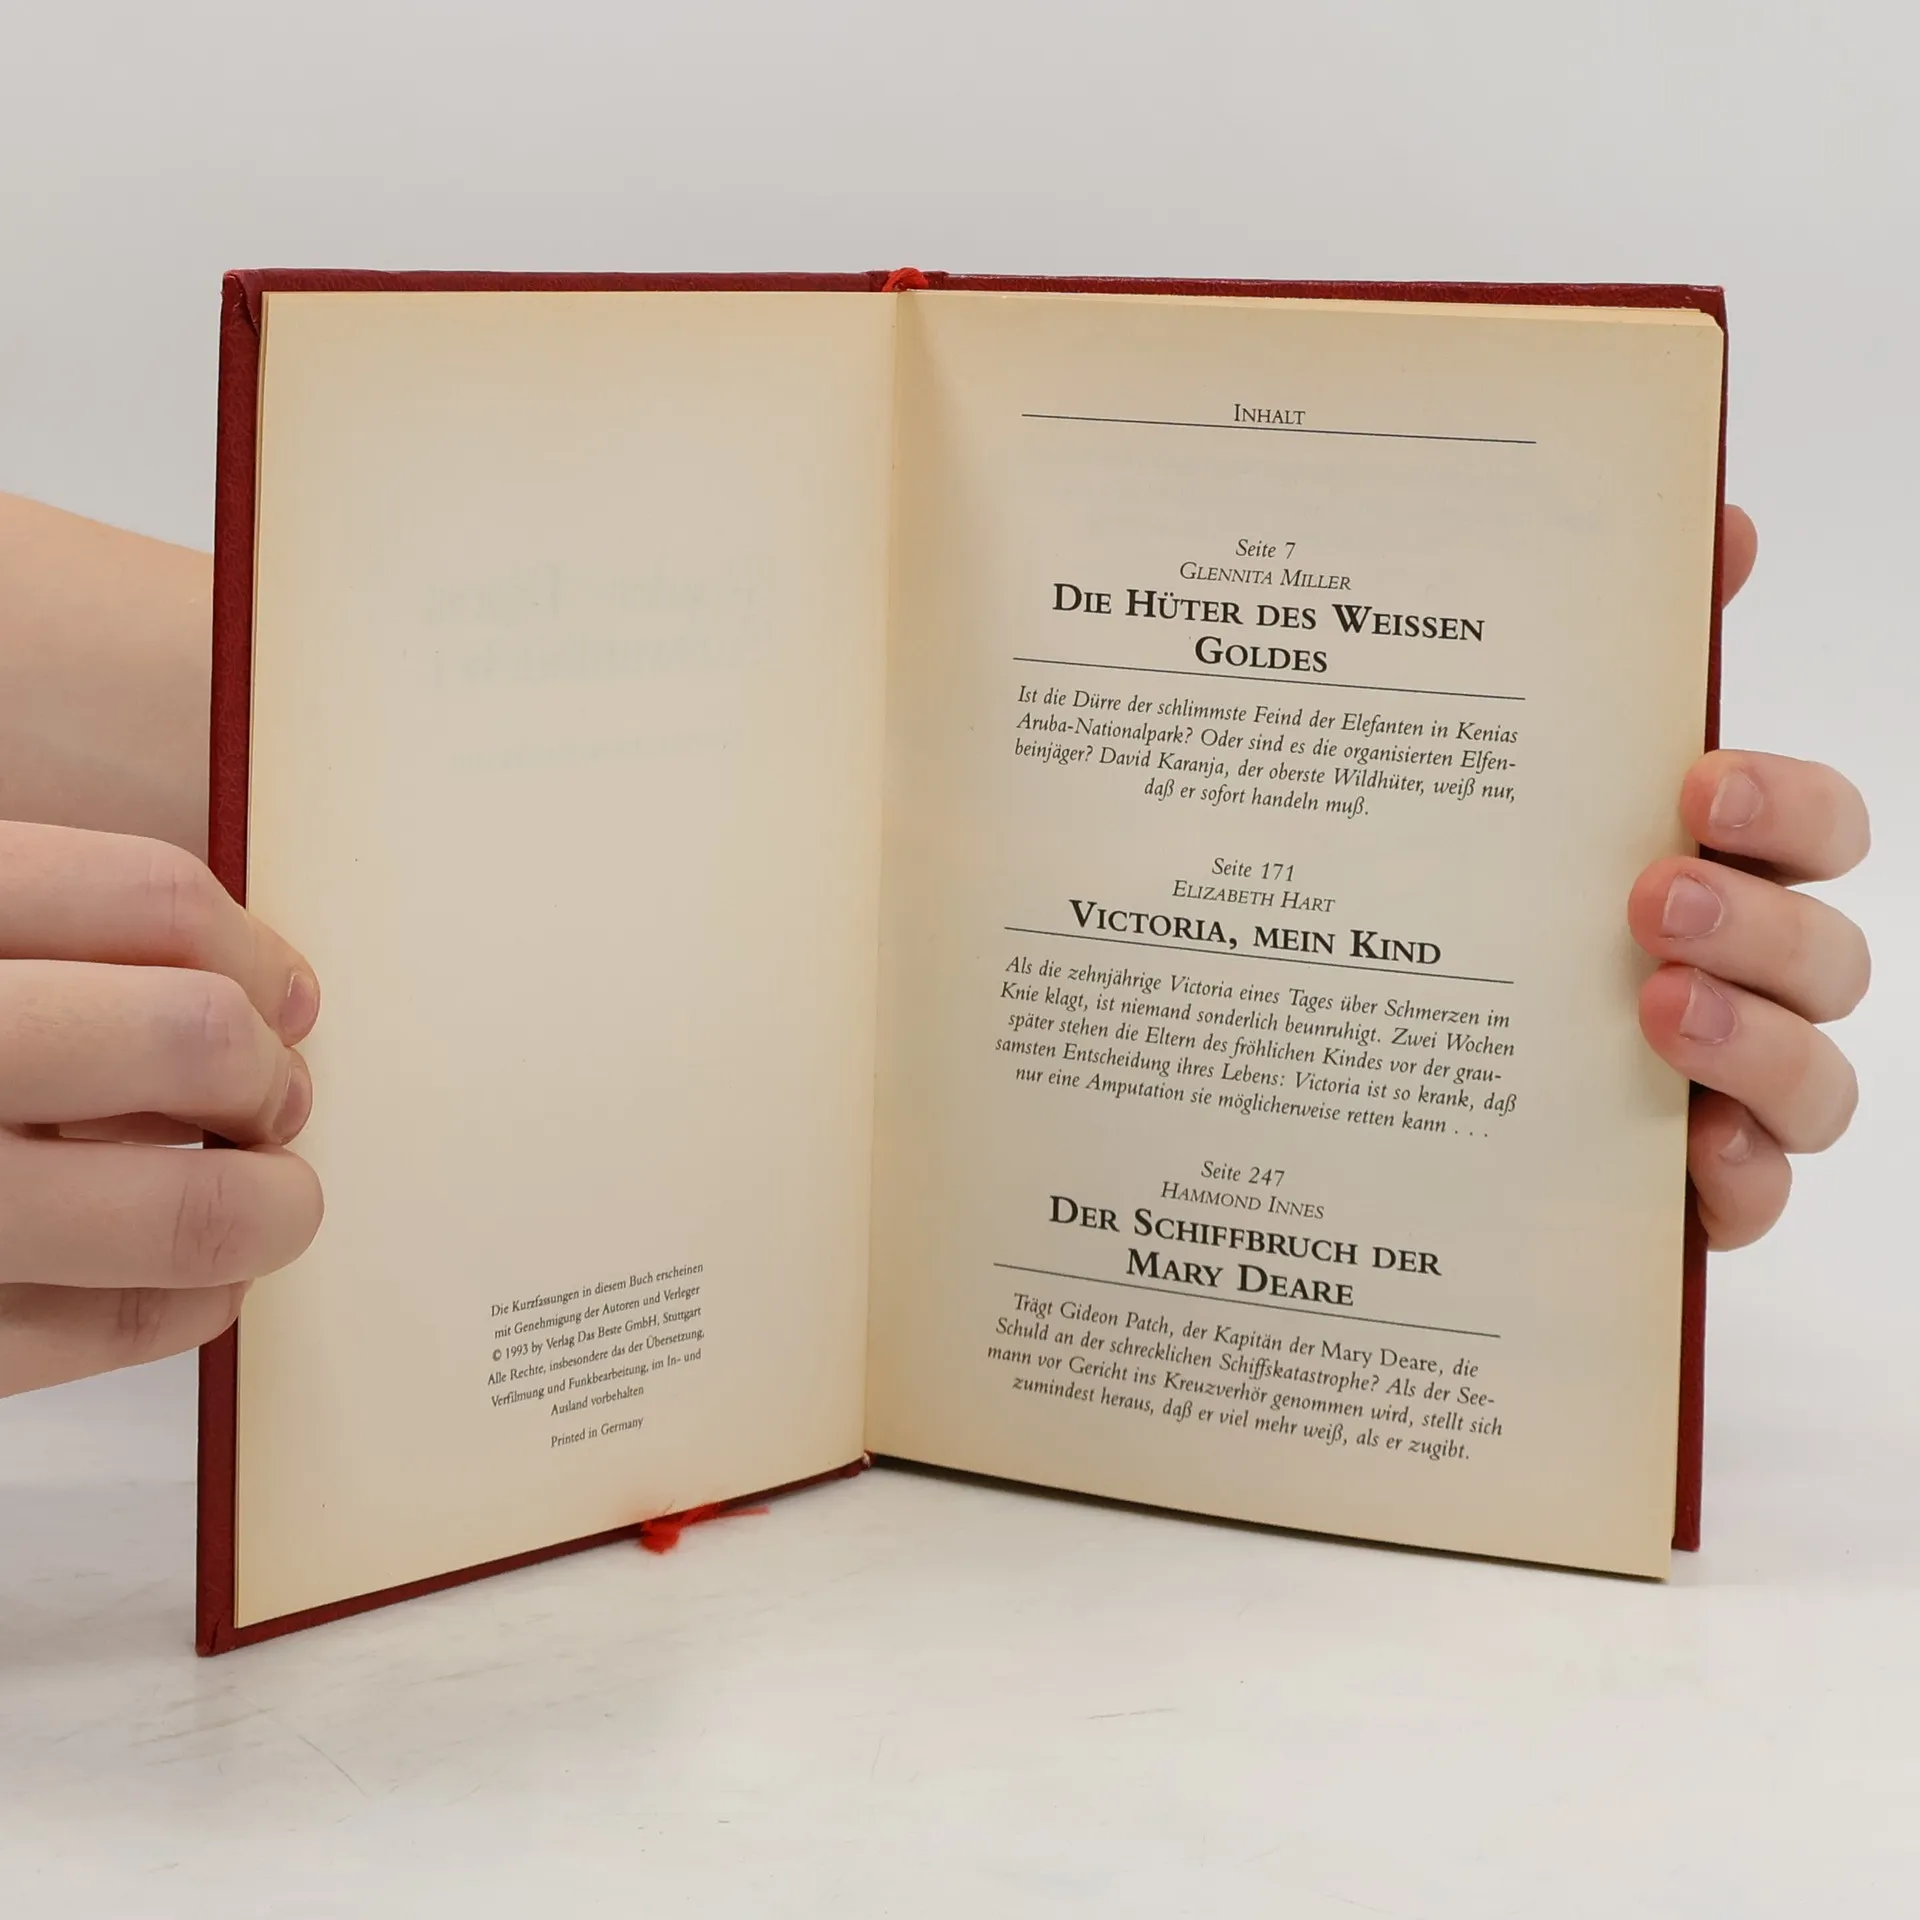 Die Kurzfassungen in diesem Buch erscheinen
mit Genehmigung der Autoren und Verleger
© 1993 by Verlag Das Beste GmbH, Stuttgart
Alle Rechte, insbesondere das der Übersetzung,
Verfilmung und Funkbearbeitung, im In- und
Ausland vorbehalten
Printed in Germany
INHALT
Seite 7
GLENNITA MILLER
DIE HÜTER DES WEISSEN
GOLDES
Ist die Dürre der schlimmste Feind der Elefanten in Kenias
Aruba-Nationalpark? Oder sind es die organisierten Elfen-
beinjäger? David Karanja, der oberste Wildhüter, weiß nur,
daß er sofort handeln muß.
Seite 171
ELIZABETH HART
VICTORIA, MEIN KIND
Als die zehnjährige Victoria eines Tages über Schmerzen im
Knie klagt, ist niemand sonderlich beunruhigt. Zwei Wochen
später stehen die Eltern des fröhlichen Kindes vor der grau-
samsten Entscheidung ihres Lebens: Victoria ist so krank, daß
nur eine Amputation sie möglicherweise retten kann . . .
Seite 247
HAMMOND INNES
DER SCHIFFBRUCH DER
MARY DEARE
Trägt Gideon Patch, der Kapitän der Mary Deare, die
Schuld an der schrecklichen Schiffskatastrophe? Als der See-
mann vor Gericht ins Kreuzverhör genommen wird, stellt sich
zumindest heraus, daß er viel mehr weiß, als er zugibt.